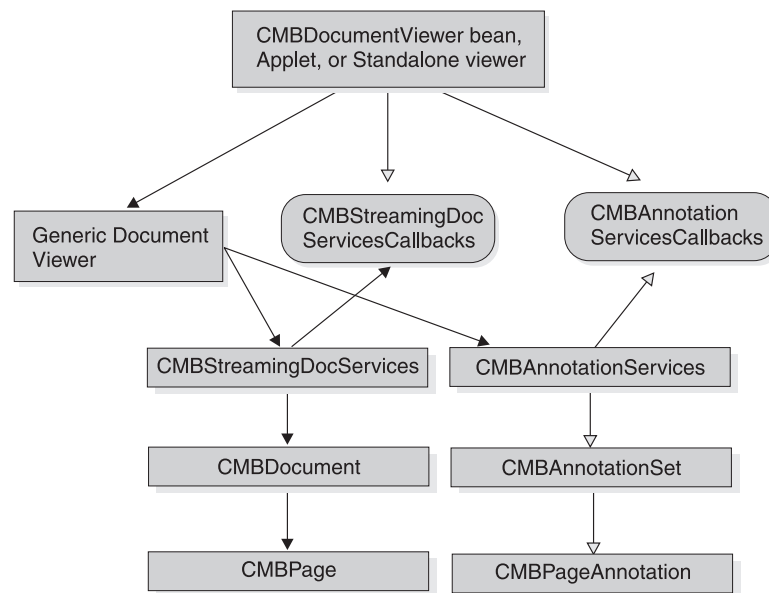 CMBDocumentViewer bean,
Applet, or Standalone viewer
Generic Document
Viewer
CMBStreamingDoc
ServicesCallbacks
CMBAnnotation
ServicesCallbacks
CMBStreamingDocServices
CMBAnnotationServices
CMBDocument
CMBAnnotationSet
CMBPage
CMBPageAnnotation